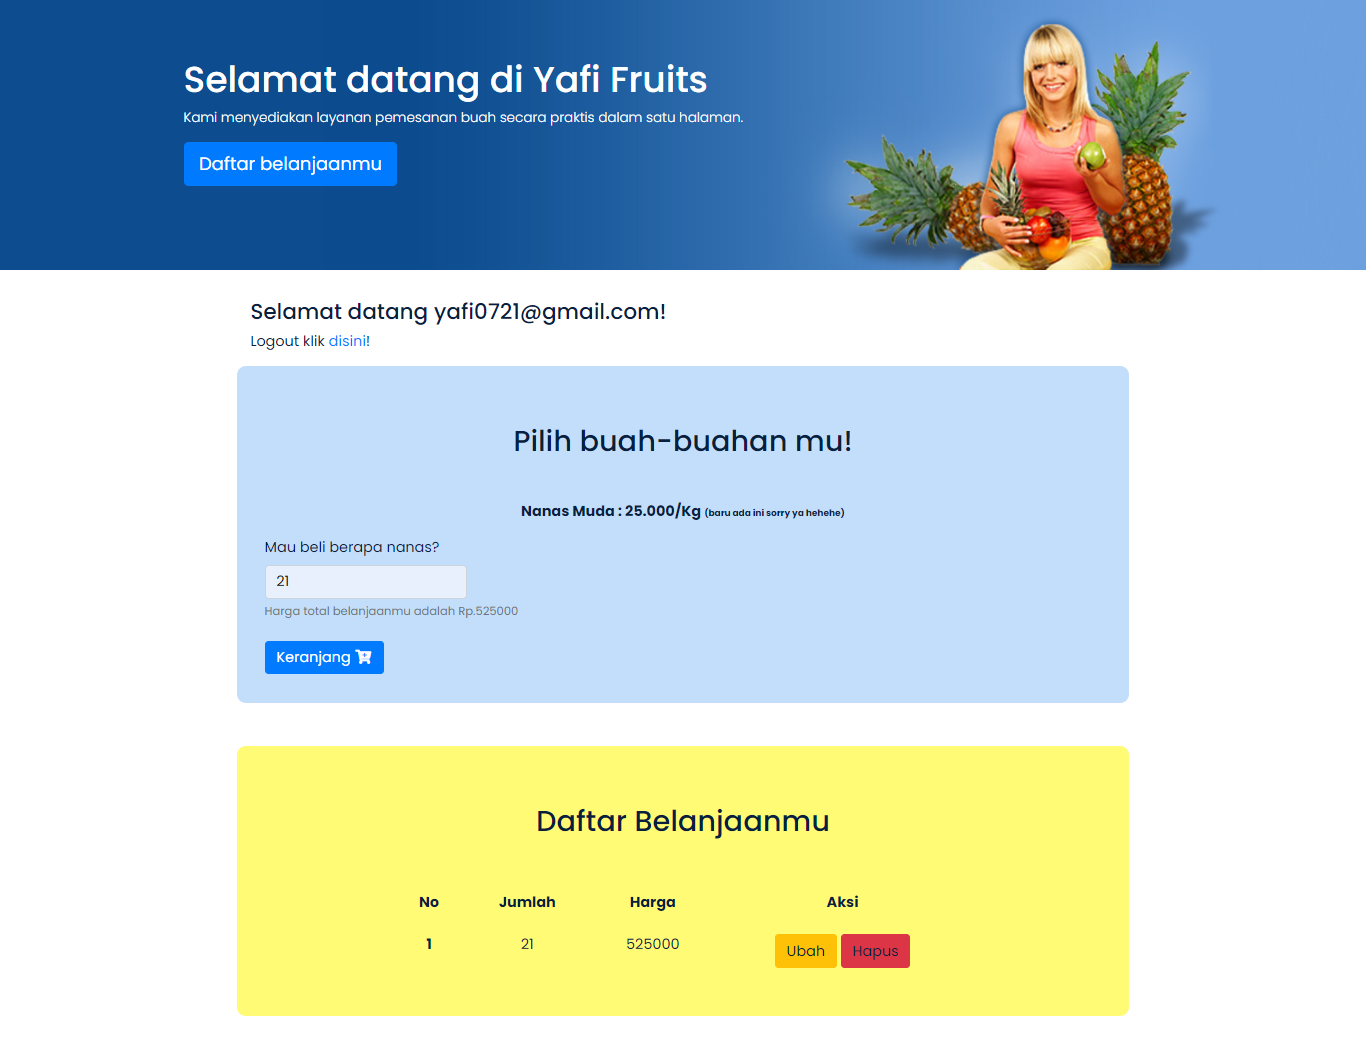 Selamat datang di Yafi Fruits
Kami menyediakan layanan pemesanan buah secara praktis dalam satu halaman.
Daftar belanjaanmu
Selamat datang yafi0721@gmail.com!
Logout klik disini!
Pilih buah-buahan mu!
Nanas Muda : 25.000/Kg (baru ada ini sorry ya hehehe)
Mau beli berapa nanas?
21
Harga total belanjaanmu adalah Rp.525000
Keranjang
Daftar Belanjaanmu
No Jumlah Harga Aksi
1 21 525000 Ubah Hapus